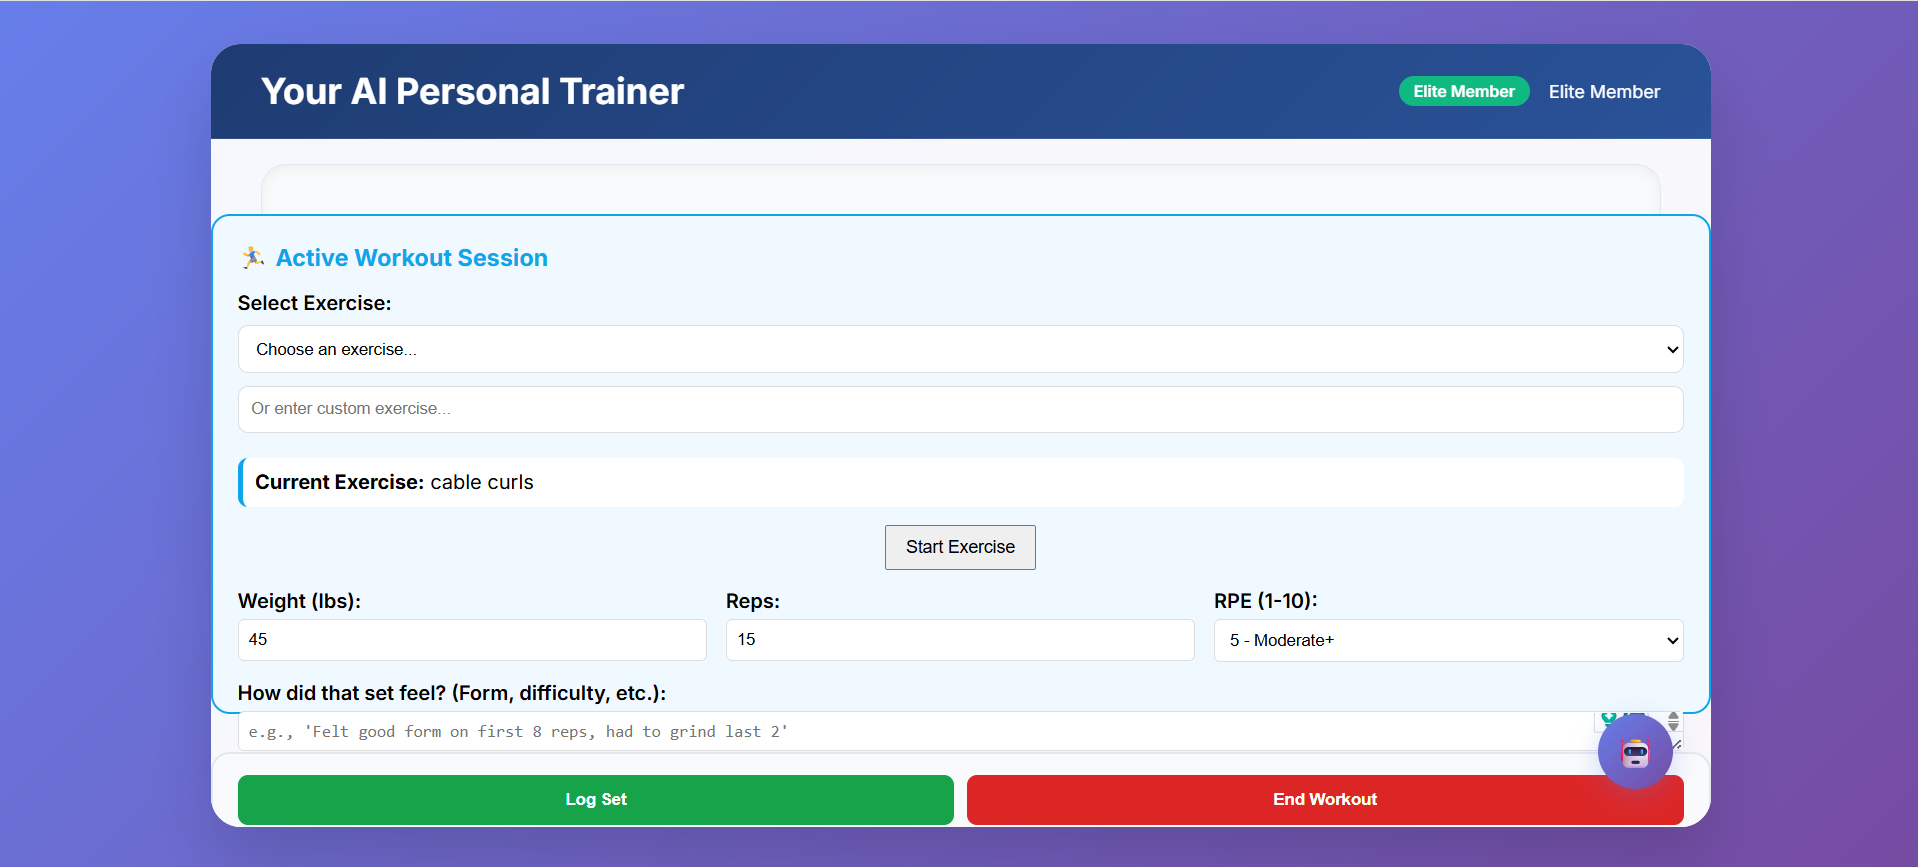 Your AI Personal Trainer
Elite Member
Elite Member
Active Workout Session
Select Exercise:
Choose an exercise...
Or enter custom exercise...
Current Exercise: cable curls
Start Exercise
Weight (lbs):
Reps:
RPE (1-10):
45
15
5 - Moderate+
How did that set feel? (Form, difficulty, etc.):
e.g., 'Felt good form on first 8 reps, had to grind last 2'
Log Set
End Workout